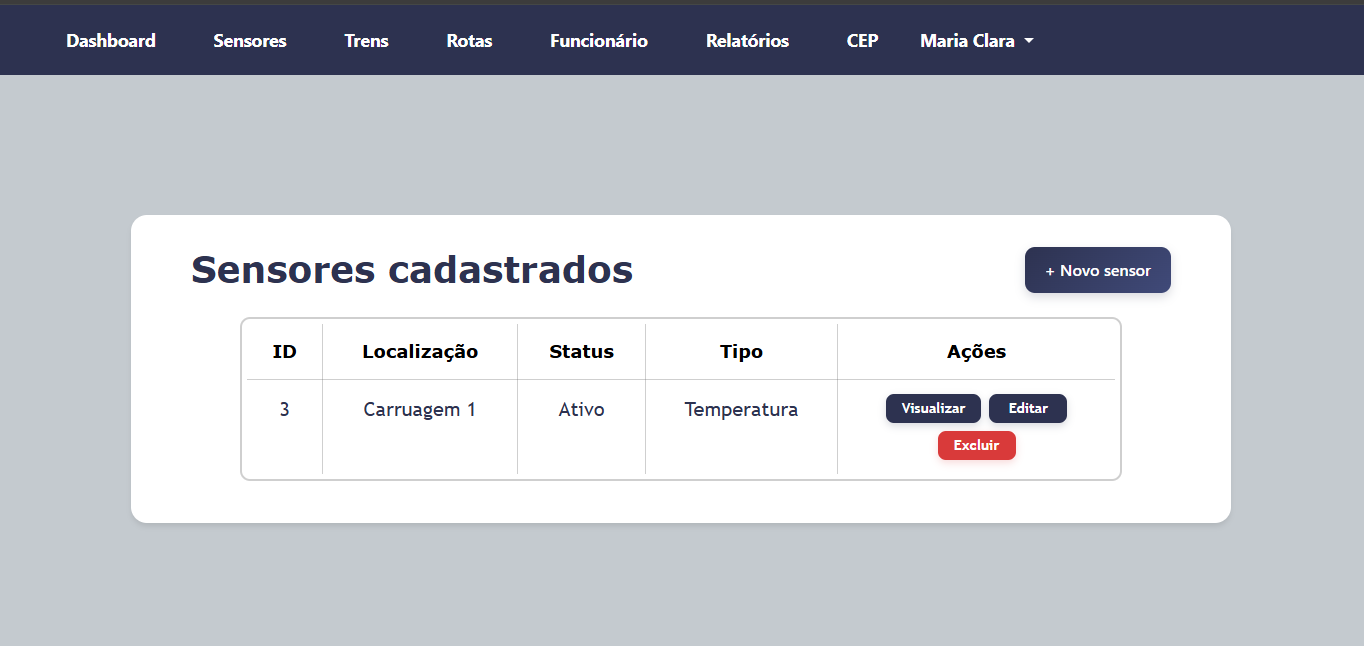 Dashboard Sensores Trens Rotas Funcionário Relatórios CEP Maria Clara
Sensores cadastrados
+ Novo sensor
ID Localização Status Tipo Ações
3 Carruagem 1 Ativo Temperatura Visualizar Editar
Excluir